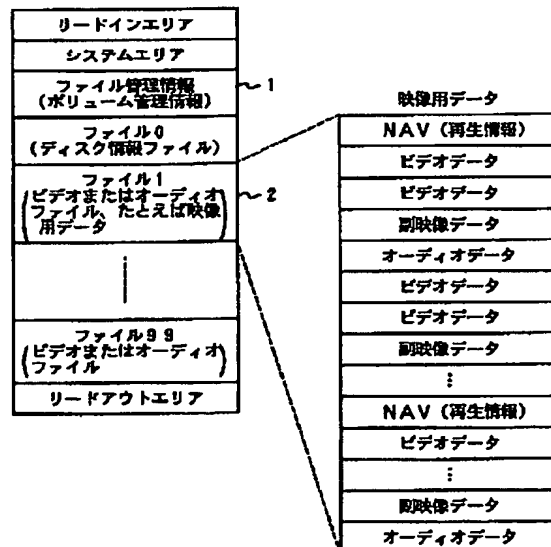 リードインエリア
システムエリア
ファイル管理情報
(ボリューム管理情報)
1
ファイル0
(ディスク情報ファイル)
ファイル1
(ビデオまたはオーディオ
ファイル、たとえば映像
用データ)
2
ファイル99
(ビデオまたはオーディオ
ファイル)
リードアウトエリア
映像用データ
NAV(再生情報)
ビデオデータ
ビデオデータ
副映像データ
オーディオデータ
ビデオデータ
ビデオデータ
副映像データ
⋮
NAV(再生情報)
ビデオデータ
⋮
副映像データ
オーディオデータ